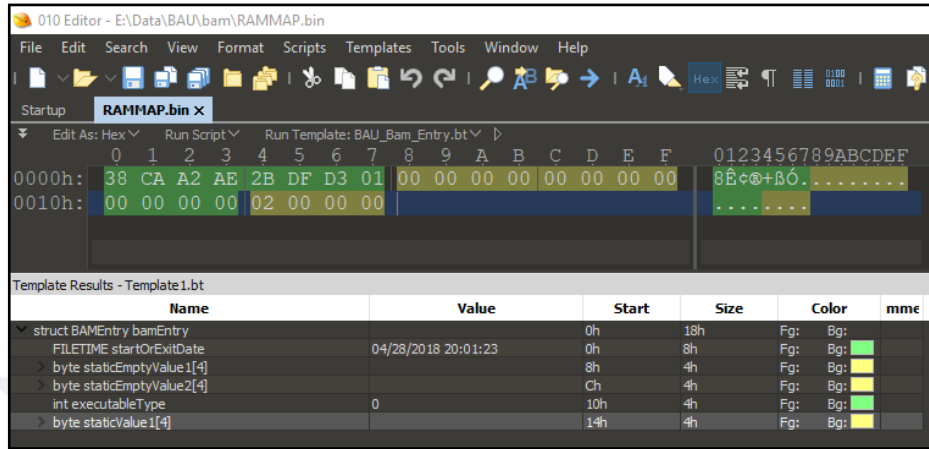 010 Editor - E:\Data\BAU\bam\RAMMAP.bin
File Edit Search View Format Scripts Templates Tools Window Help
Hex
Startup RAMMAP.bin ×
Edit As: Hex Run Script Run Template: BAU_Bam_Entry.bt
0 1 2 3 4 5 6 7 8 9 A B C D E F 0123456789ABCDEF
0000h: 38 CA A2 AE 2B DF D3 01 00 00 00 00 00 00 00 00 8Ê¢®+ßÓ.........
0010h: 00 00 00 00 02 00 00 00 ........
Template Results - Template1.bt
Name Value Start Size Color mme
struct BAMEntry bamEntry 0h 18h Fg: Bg:
FILETIME startOrExitDate 04/28/2018 20:01:23 0h 8h Fg: Bg:
byte staticEmptyValue1[4] 8h 4h Fg: Bg:
byte staticEmptyValue2[4] Ch 4h Fg: Bg:
int executableType 0 10h 4h Fg: Bg:
byte staticValue1[4] 14h 4h Fg: Bg: